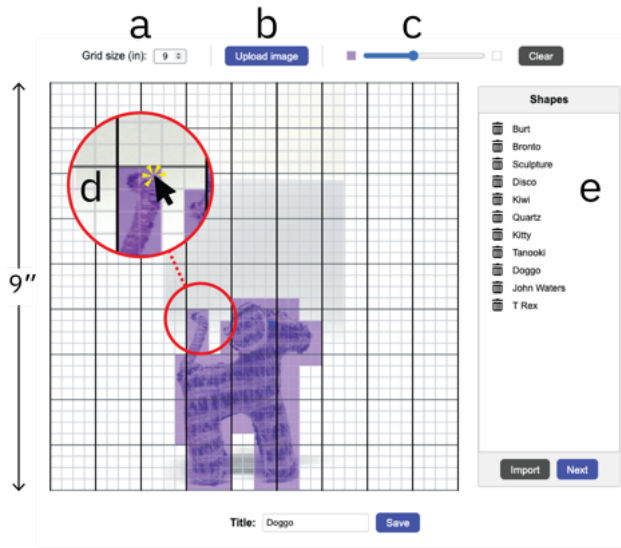 a b c
Grid size (in): 9 Upload image Clear
Shapes
Burt
Bronto
Sculpture
Disco
Kiwi
Quartz
Kitty
Tanooki
Doggo
John Waters
T Rex
d
e
9″
Import Next
Title: Doggo Save